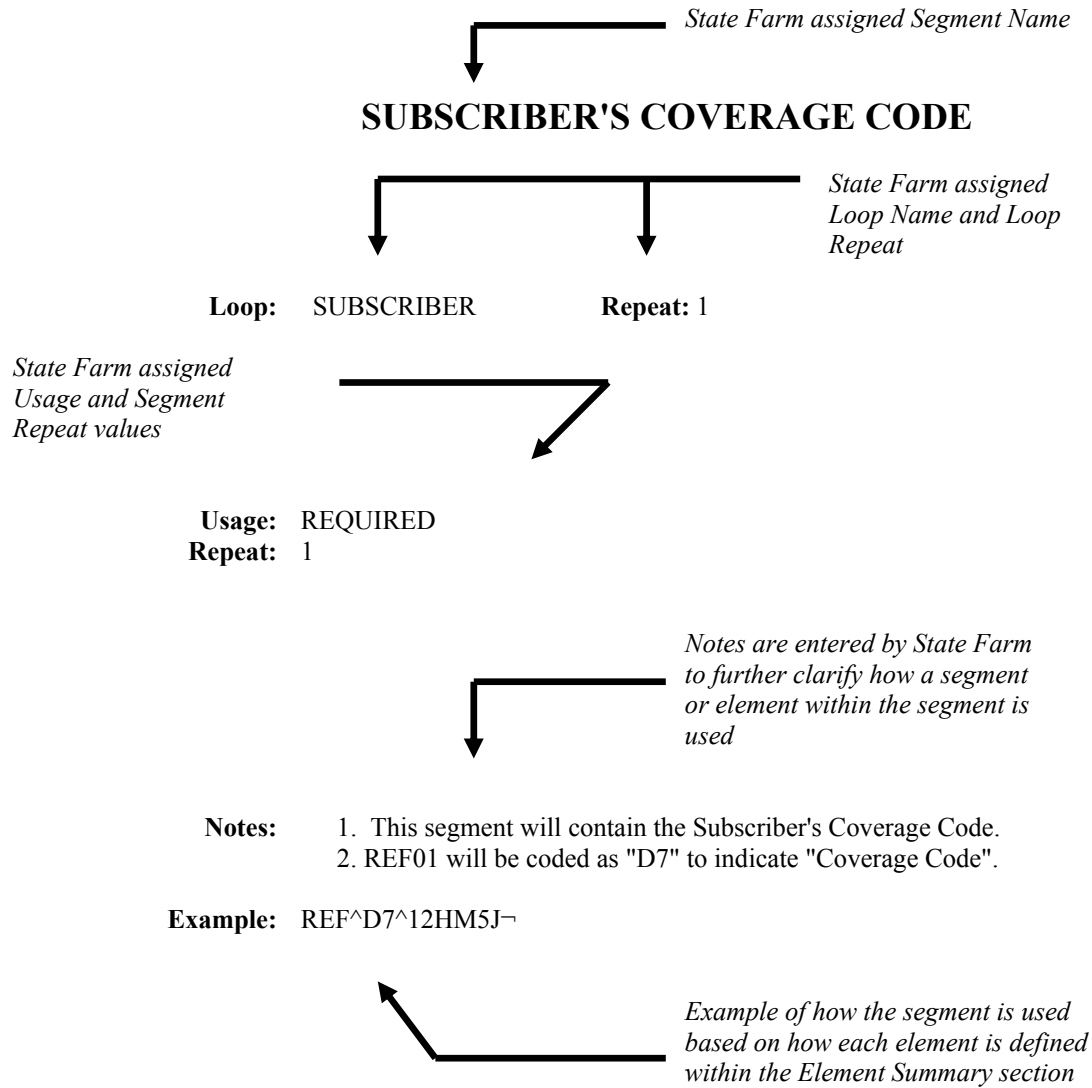 State Farm assigned Segment Name
SUBSCRIBER'S COVERAGE CODE
State Farm assigned
Loop Name and Loop
Repeat
Loop: SUBSCRIBER Repeat: 1
State Farm assigned
Usage and Segment
Repeat values
Usage: REQUIRED
Repeat: 1
Notes are entered by State Farm
to further clarify how a segment
or element within the segment is
used
Notes: 1. This segment will contain the Subscriber's Coverage Code.
2. REF01 will be coded as "D7" to indicate "Coverage Code".
Example: REF^D7^12HM5J¬
Example of how the segment is used
based on how each element is defined
within the Element Summary section